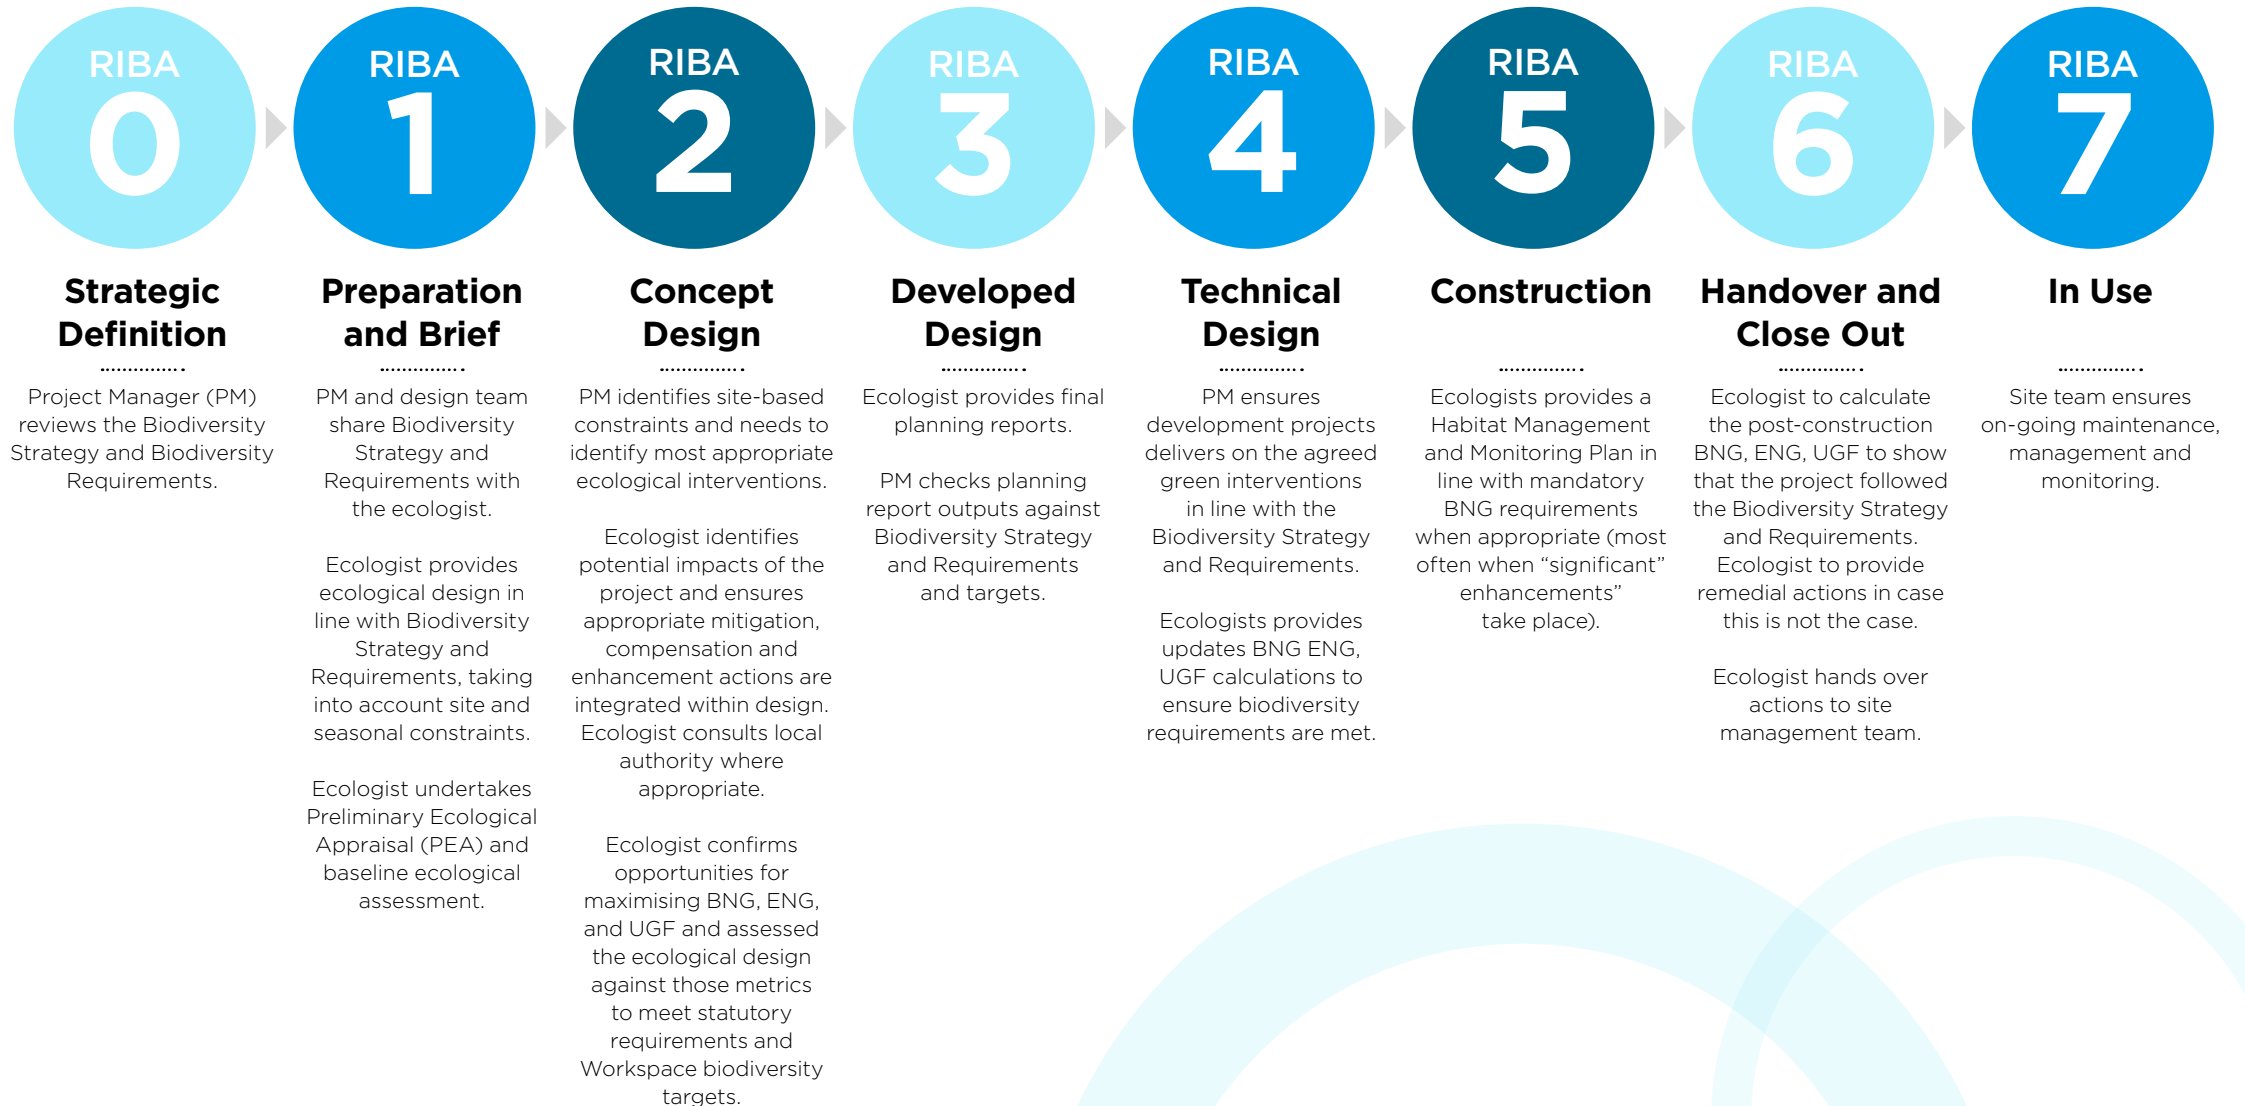 RIBA
0
Strategic
Definition
Project Manager (PM)
reviews the Biodiversity
Strategy and Biodiversity
Requirements.
RIBA
1
Preparation
and Brief
PM and design team
share Biodiversity
Strategy and
Requirements with
the ecologist.
Ecologist provides
ecological design in
line with Biodiversity
Strategy and
Requirements, taking
into account site and
seasonal constraints.
Ecologist undertakes
Preliminary Ecological
Appraisal (PEA) and
baseline ecological
assessment.
RIBA
2
Concept
Design
PM identifies site-based
constraints and needs to
identify most appropriate
ecological interventions.
Ecologist identifies
potential impacts of the
project and ensures
appropriate mitigation,
compensation and
enhancement actions are
integrated within design.
Ecologist consults local
authority where
appropriate.
Ecologist confirms
opportunities for
maximising BNG, ENG,
and UGF and assessed
the ecological design
against those metrics
to meet statutory
requirements and
Workspace biodiversity
targets.
RIBA
3
Developed
Design
Ecologist provides final
planning reports.
PM checks planning
report outputs against
Biodiversity Strategy
and Requirements
and targets.
RIBA
4
Technical
Design
PM ensures
development projects
delivers on the agreed
green interventions
in line with the
Biodiversity Strategy
and Requirements.
Ecologists provides
updates BNG ENG,
UGF calculations to
ensure biodiversity
requirements are met.
RIBA
5
Construction
Ecologists provides a
Habitat Management
and Monitoring Plan in
line with mandatory
BNG requirements
when appropriate (most
often when “significant”
enhancements”
take place).
RIBA
6
Handover and
Close Out
Ecologist to calculate
the post-construction
BNG, ENG, UGF to show
that the project followed
the Biodiversity Strategy
and Requirements.
Ecologist to provide
remedial actions in case
this is not the case.
Ecologist hands over
actions to site
management team.
RIBA
7
In Use
Site team ensures
on-going maintenance,
management and
monitoring.